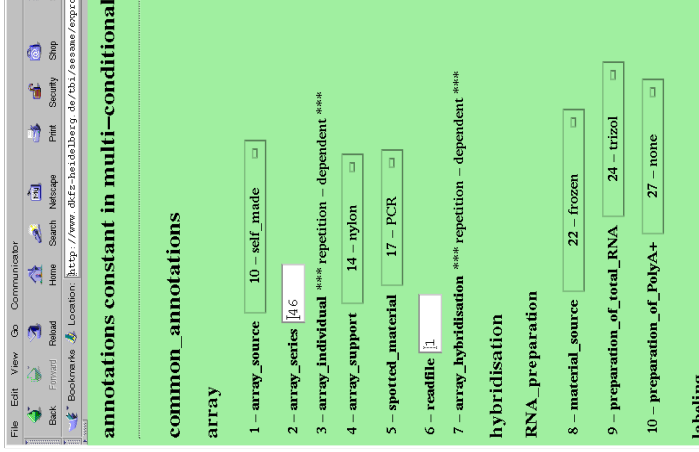 File Edit View Go Communicator
Back Forward Reload Home Search Netscape Print Security Shop
Bookmarks Location: http://www.dkfz-heidelberg.de/tbi/sesame/expro
annotations constant in multi-conditional
common_annotations
array
1 – array_source 10 – self_made
2 – array_series 46
3 – array_individual *** repetition – dependent ***
4 – array_support 14 – nylon
5 – spotted_material 17 – PCR
6 – readfile 1
7 – array_hybridisation *** repetition – dependent ***
hybridisation
RNA_preparation
8 – material_source 22 – frozen
9 – preparation_of_total_RNA 24 – trizol
10 – preparation_of_PolyA+ 27 – none
labeling